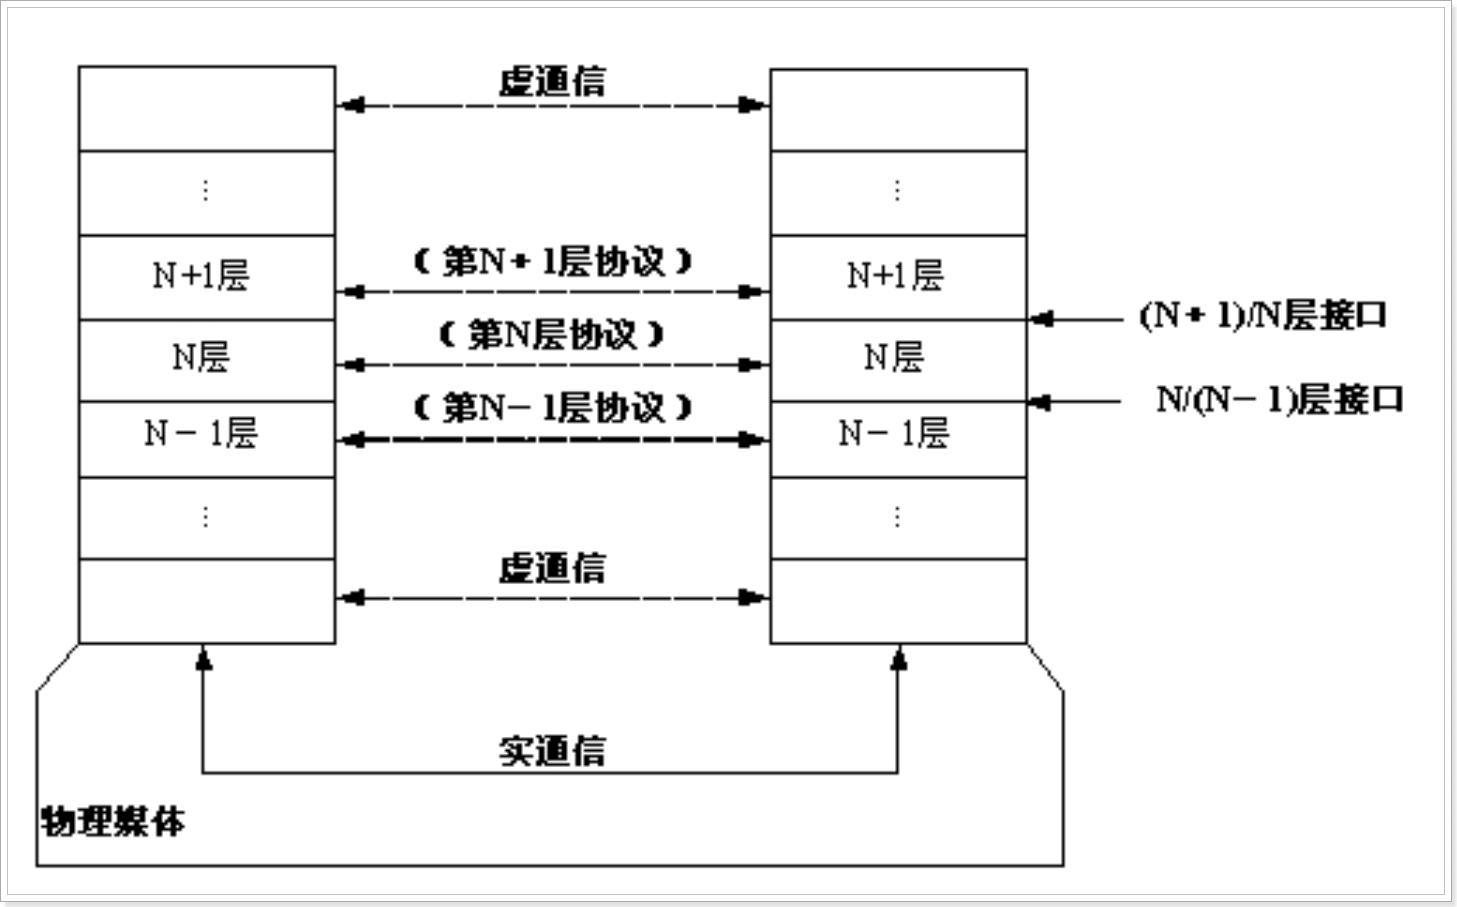 虚通信
⋮
⋮
(第N+1层协议)
N+1层
N+1层
(N+1)/N层接口
(第N层协议)
N层
N层
N/(N-1)层接口
(第N-1层协议)
N-1层
N-1层
⋮
⋮
虚通信
实通信
物理媒体